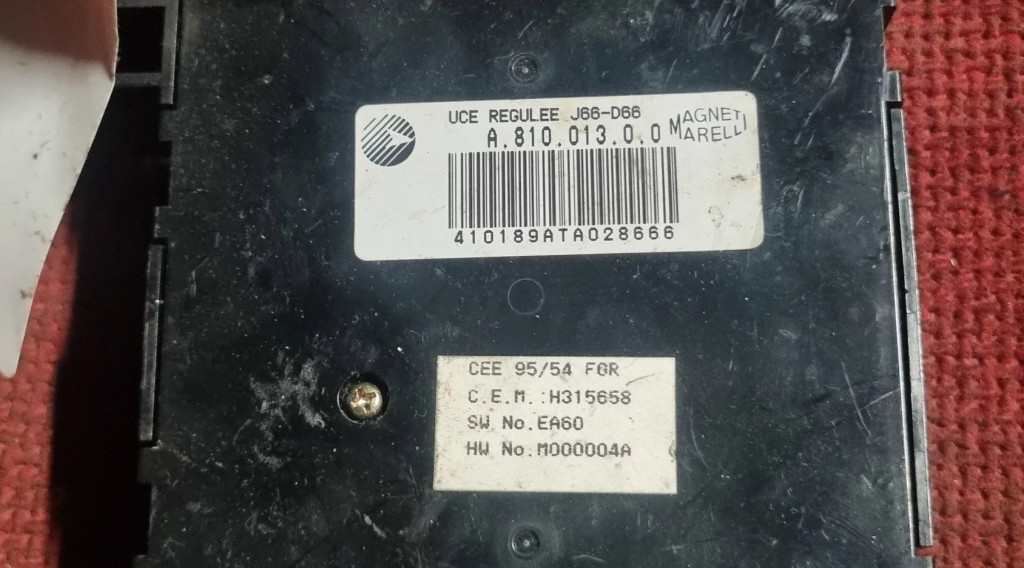 UCE REGULEE J66-D66
A.810.013.0.0
MAGNETI
MARELLI
410189ATA028666
CEE 95/54 FGR
C.E.M.:H315658
SW No.EA60
HW No.M000004A